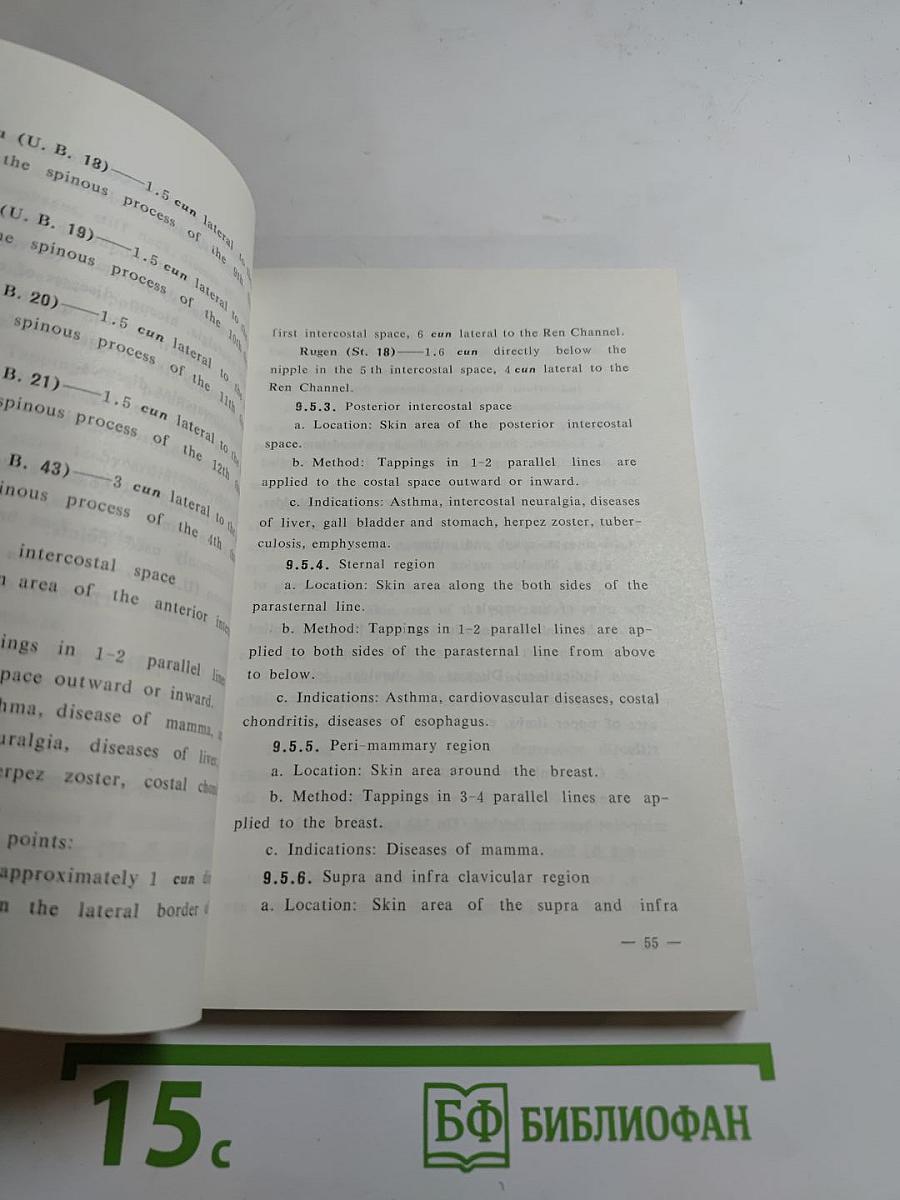 (U. B. 18)——1.5 cun lateral to
the spinous process of the 9th
(U. B. 19)——1.5 cun lateral to the
spinous process of the 10th
B. 20)——1.5 cun lateral to the
spinous process of the 11th
B. 21)——1.5 cun lateral to the
spinous process of the 12th
B. 43)——3 cun lateral to the
process of the 4th
intercostal space
area of the anterior
in 1-2 parallel
outward or inward.
disease of mamma,
diseases of
zoster, costal
points:
approximately 1 cun
the lateral border
first intercostal space, 6 cun lateral to the Ren Channel.
Rugen (St. 18)——1.6 cun directly below the
nipple in the 5 th intercostal space, 4 cun lateral to the
Ren Channel.
9.5.3. Posterior intercostal space
a. Location: Skin area of the posterior intercostal
space.
b. Method: Tappings in 1-2 parallel lines are
applied to the costal space outward or inward.
c. Indications: Asthma, intercostal neuralgia, diseases
of liver, gall bladder and stomach, herpez zoster, tuber-
culosis, emphysema.
9.5.4. Sternal region
a. Location: Skin area along the both sides of the
parasternal line.
b. Method: Tappings in 1-2 parallel lines are ap-
plied to both sides of the parasternal line from above
to below.
c. Indications: Asthma, cardiovascular diseases, costal
chondritis, diseases of esophagus.
9.5.5. Peri-mammary region
a. Location: Skin area around the breast.
b. Method: Tappings in 3-4 parallel lines are ap-
plied to the breast.
c. Indications: Diseases of mamma.
9.5.6. Supra and infra clavicular region
a. Location: Skin area of the supra and infra
— 55 —
15 c
БФ БИБЛИОФАН